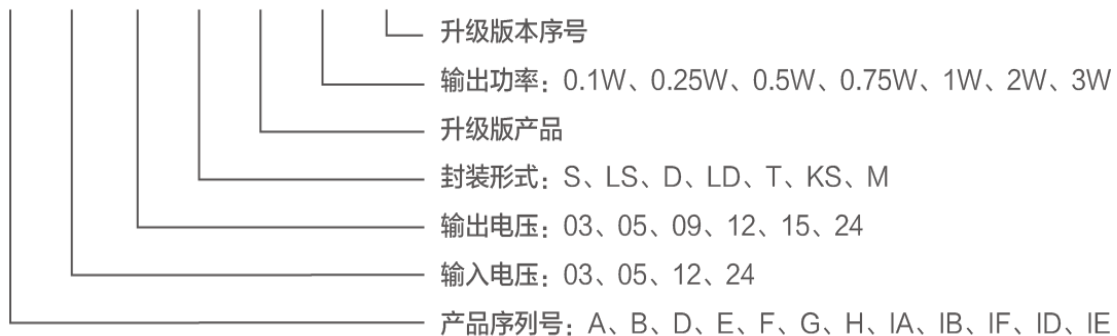 升级版本序号
输出功率：0.1W、0.25W、0.5W、0.75W、1W、2W、3W
升级版产品
封装形式：S、LS、D、LD、T、KS、M
输出电压：03、05、09、12、15、24
输入电压：03、05、12、24
产品序列号：A、B、D、E、F、G、H、IA、IB、IF、ID、IE